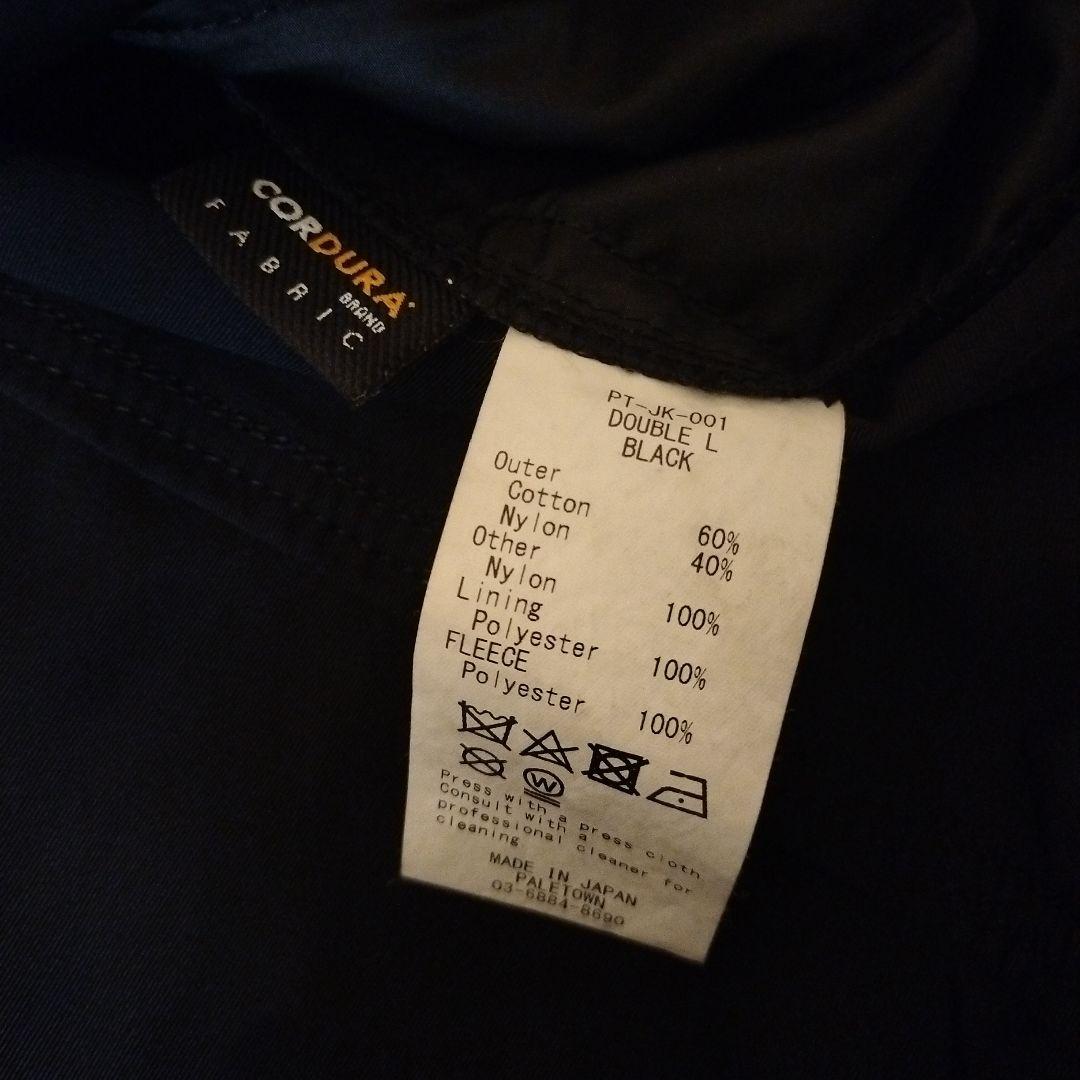 CORDURA
BRAND
FABRIC
PT-JK-001
DOUBLE L
BLACK
Outer
Cotton 60%
Nylon 40%
Other
Nylon 100%
Lining
Polyester 100%
FLEECE
Polyester 100%
W
Press with a press cloth
Consult with a
professional cleaner for
cleaning
MADE IN JAPAN
PALETOWN
03-6884-8690